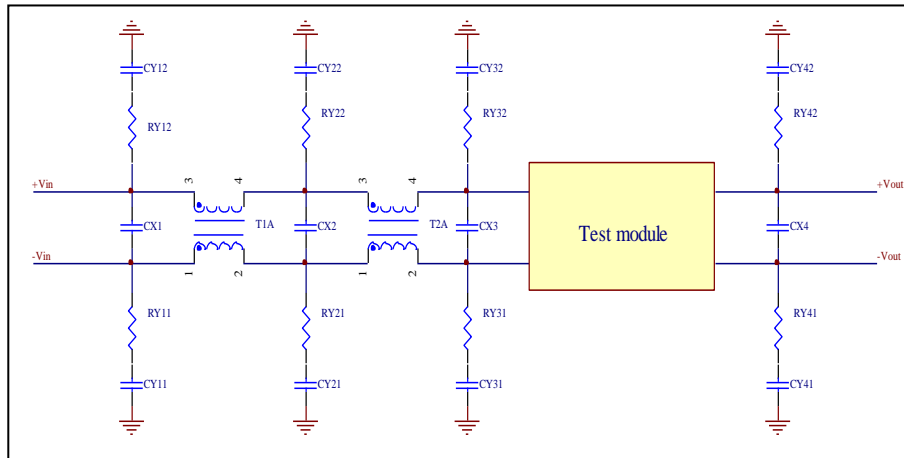 CY12 CY22 CY32 CY42
RY12 RY22 RY32 RY42
3 4 3 4
+Vin +Vout
CX1 T1A CX2 T2A CX3 Test module CX4
-Vin -Vout
1 2 1 2
RY11 RY21 RY31 RY41
CY11 CY21 CY31 CY41